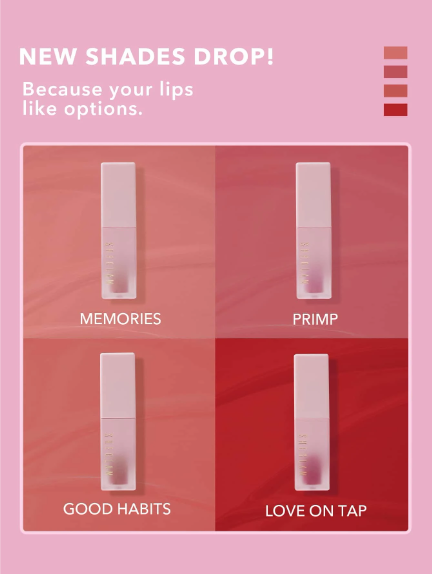 NEW SHADES DROP!
Because your lips
like options.
MEMORIES
PRIMP
GOOD HABITS
LOVE ON TAP